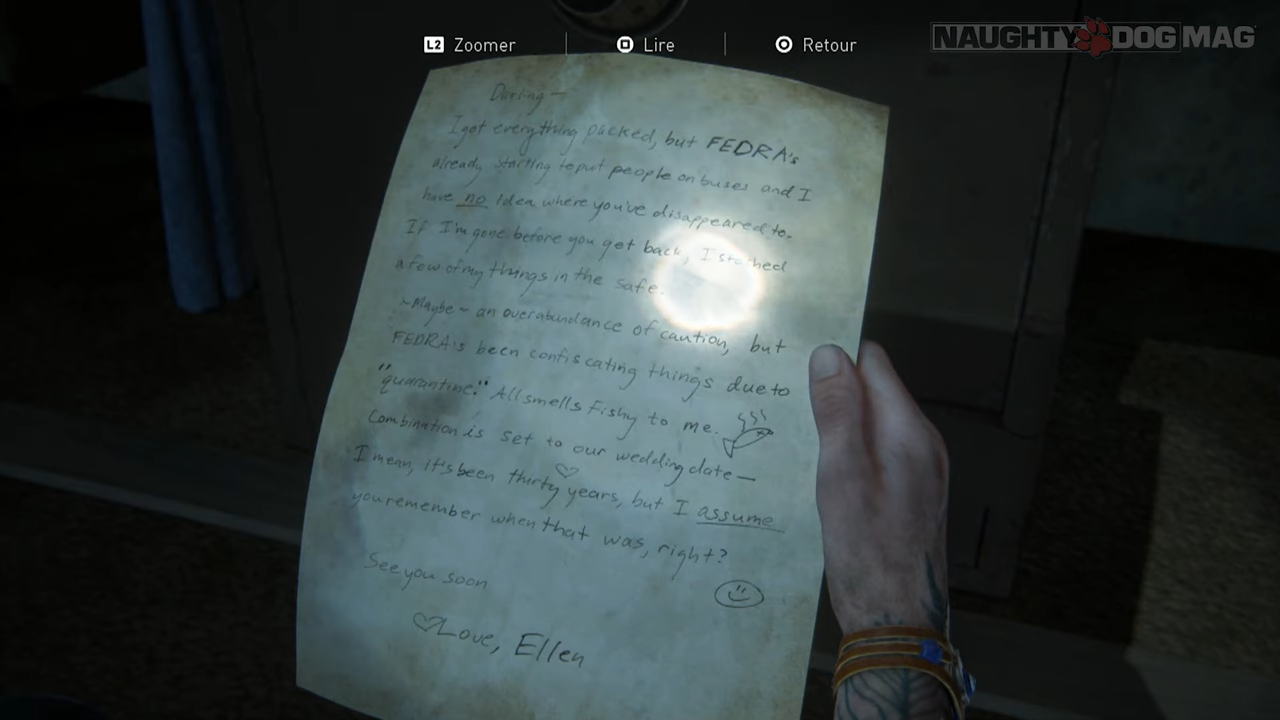 L2 Zoomer
Lire
Retour
NAUGHTY DOG MAG
Darling —
I got everything packed, but FEDRA's
already starting to put people on buses and I
have no idea where you've disappeared to.
If I'm gone before you get back, I stashed
a few of my things in the safe.
~Maybe~ an overabundance of caution, but
FEDRA's been confiscating things due to
"quarantine." All smells fishy to me.
Combination is set to our wedding date —
I mean, it's been thirty years, but I assume
you remember when that was, right?
See you soon
Love, Ellen